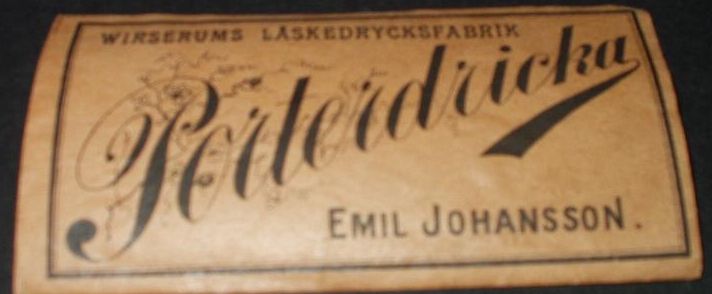 WIRSERUMS LÄSKEDRYCKSFABRIK
Porterdricka
EMIL JOHANSSON.